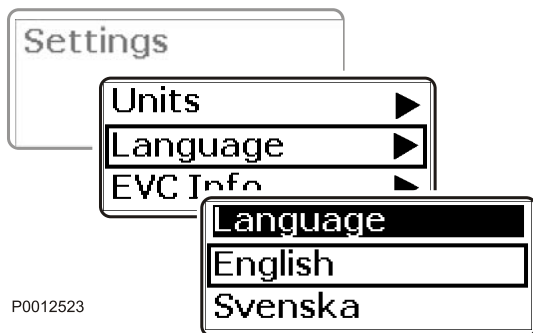 Settings
Units
Language
EVC Info
Language
English
Svenska
P0012523